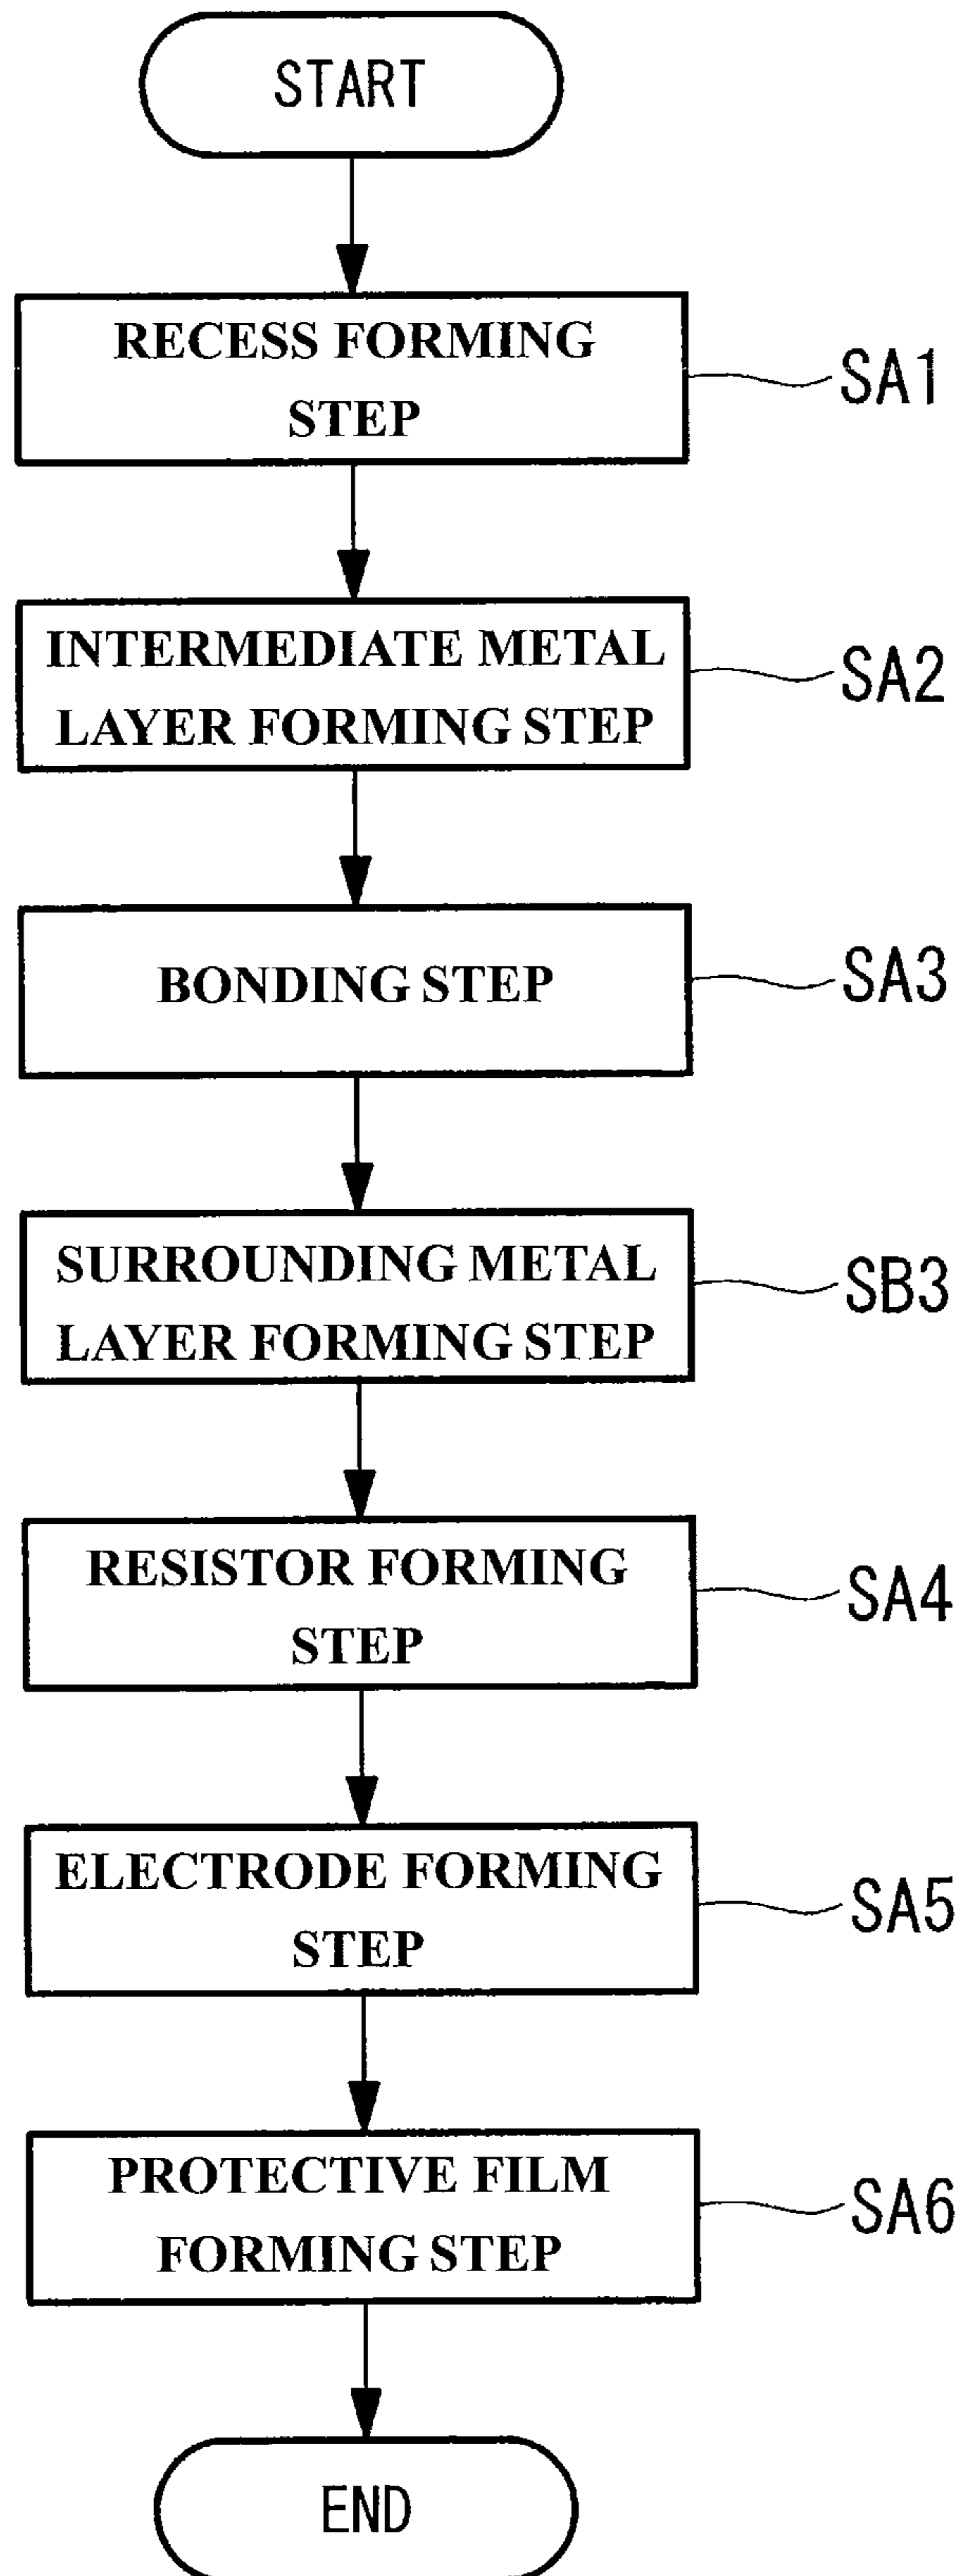 START
RECESS FORMING
STEP
SA1
INTERMEDIATE METAL
LAYER FORMING STEP
SA2
BONDING STEP
SA3
SURROUNDING METAL
LAYER FORMING STEP
SB3
RESISTOR FORMING
STEP
SA4
ELECTRODE FORMING
STEP
SA5
PROTECTIVE FILM
FORMING STEP
SA6
END